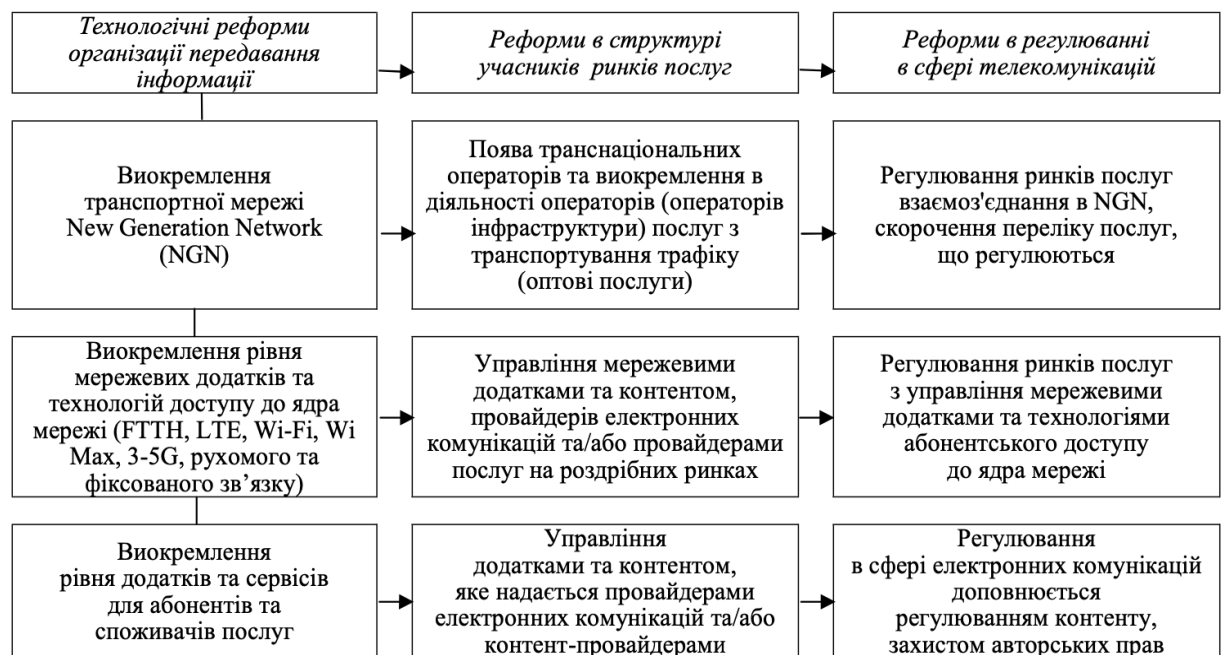 Технологічні реформи
організації передавання
інформації
Реформи в структурі
учасників ринків послуг
Реформи в регулюванні
в сфері телекомунікацій
Виокремлення
транспортної мережі
New Generation Network
(NGN)
Поява транснаціональних
операторів та виокремлення в
діяльності операторів (операторів
інфраструктури) послуг з
транспортування трафіку
(оптові послуги)
Регулювання ринків послуг
взаємоз'єднання в NGN,
скорочення переліку послуг,
що регулюються
Виокремлення рівня
мережевих додатків та
технологій доступу до ядра
мережі (FTTH, LTE, Wi-Fi, Wi
Max, 3-5G, рухомого та
фіксованого зв’язку)
Управління мережевими
додатками та контентом,
провайдерів електронних
комунікацій та/або провайдерами
послуг на роздрібних ринках
Регулювання ринків послуг
з управління мережевими
додатками та технологіями
абонентського доступу
до ядра мережі
Виокремлення
рівня додатків та сервісів
для абонентів та
споживачів послуг
Управління
додатками та контентом,
яке надається провайдерами
електронних комунікацій та/або
контент-провайдерами
Регулювання
в сфері електронних комунікацій
доповнюється
регулюванням контенту,
захистом авторських прав